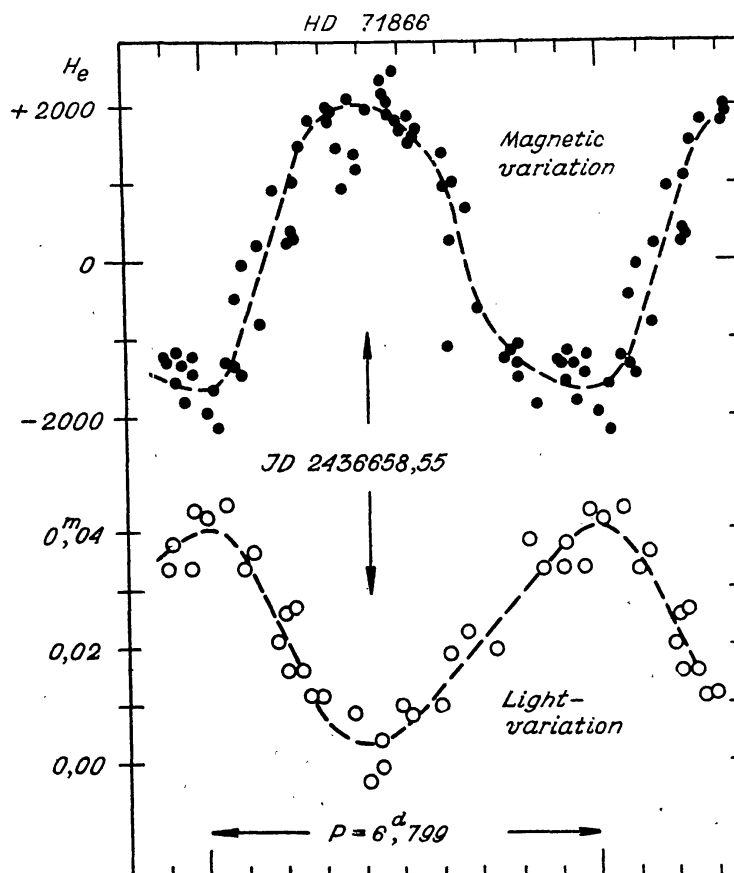 HD 71866
He
+2000
Magnetic
variation
0
−2000
JD 2436658,55
0,ᵐ04
0,02
Light-
variation
0,00
P = 6,ᵈ799